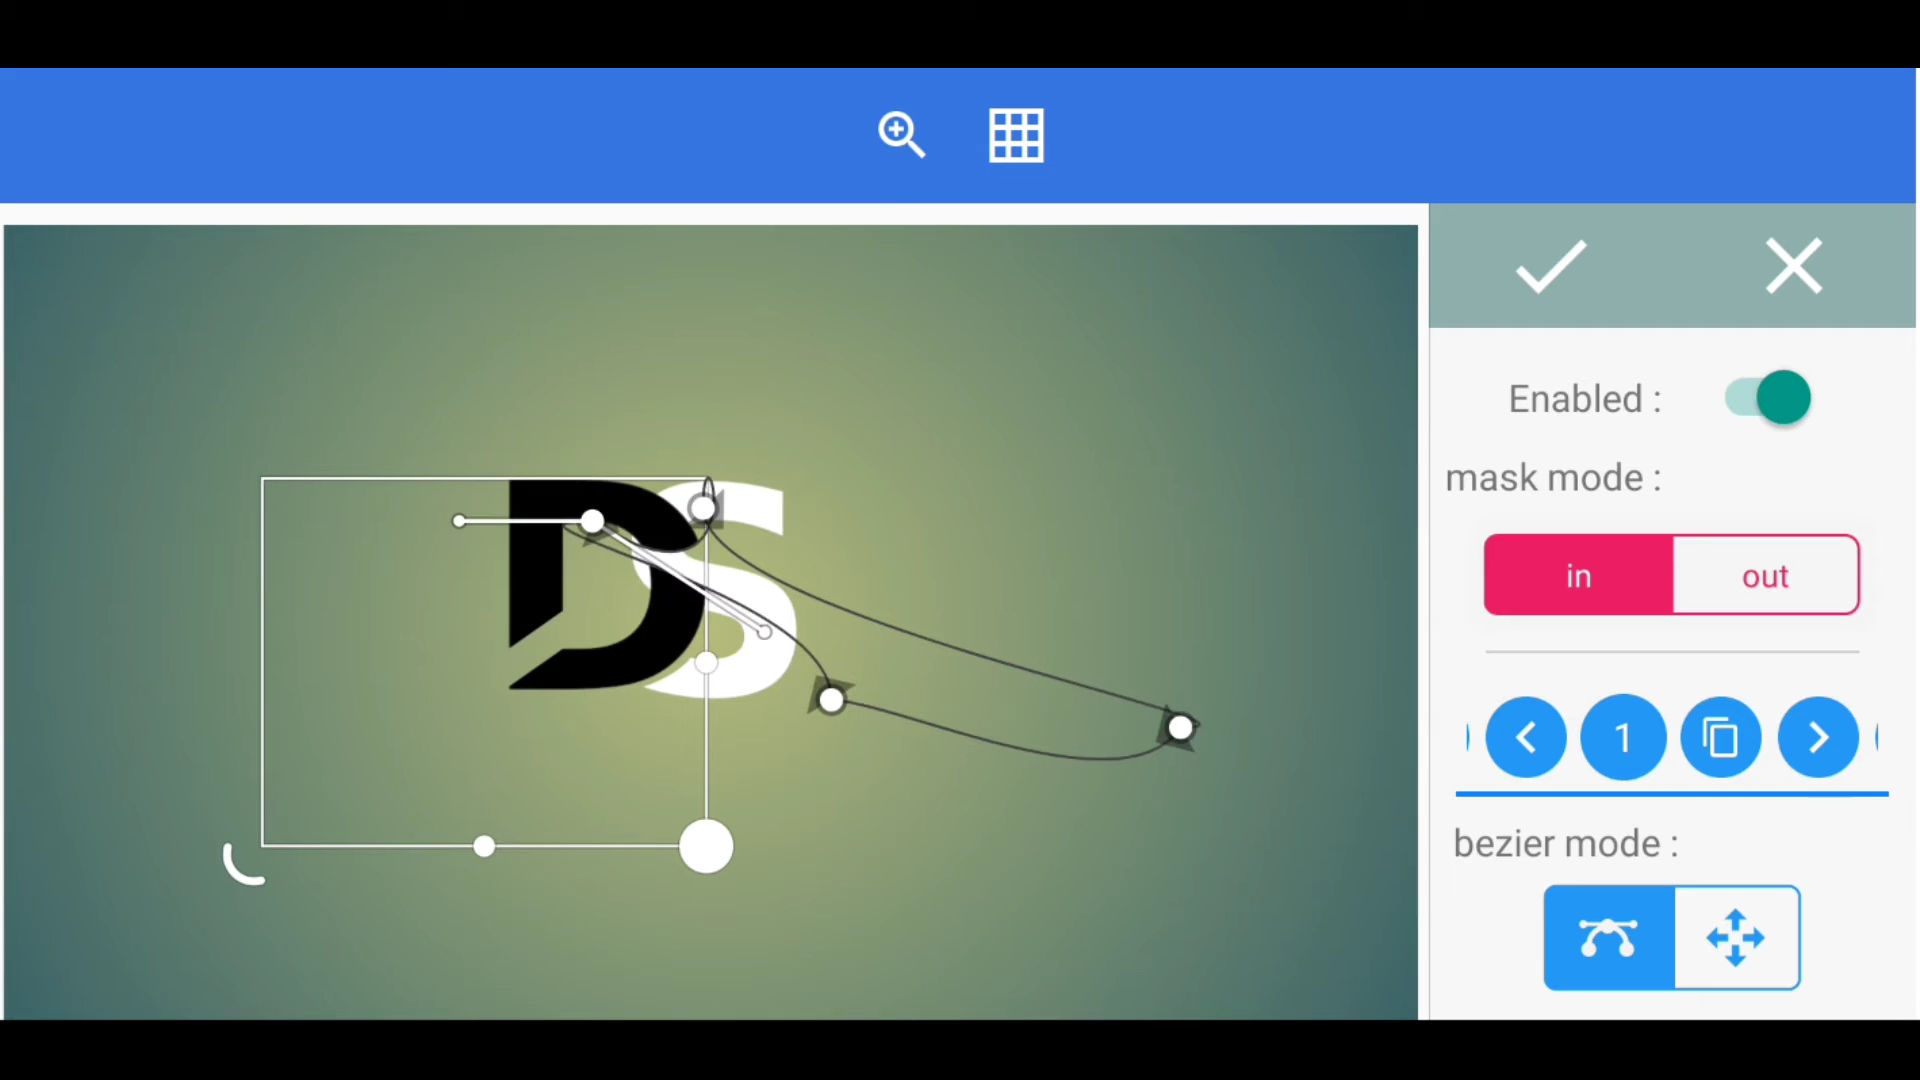 DS
Enabled :
mask mode :
in out
1
bezier mode :